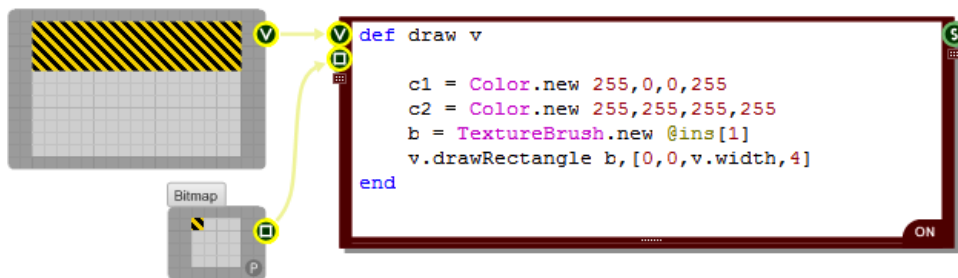 V
V
def draw v
S
c1 = Color.new 255,0,0,255
c2 = Color.new 255,255,255,255
b = TextureBrush.new @ins[1]
v.drawRectangle b,[0,0,v.width,4]
end
Bitmap
P
ON